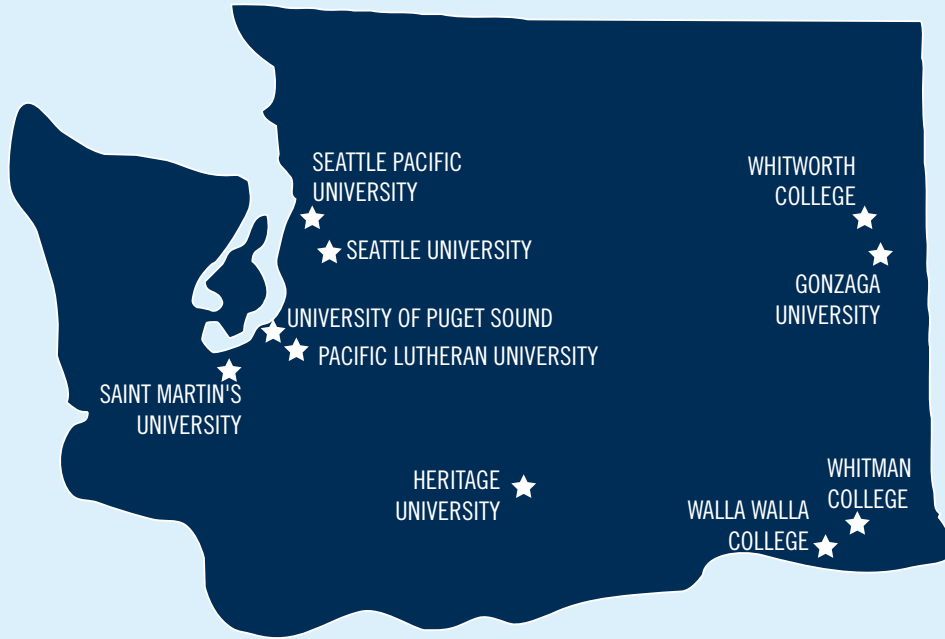 SEATTLE PACIFIC
UNIVERSITY
SEATTLE UNIVERSITY
UNIVERSITY OF PUGET SOUND
PACIFIC LUTHERAN UNIVERSITY
SAINT MARTIN'S
UNIVERSITY
HERITAGE
UNIVERSITY
WHITWORTH
COLLEGE
GONZAGA
UNIVERSITY
WHITMAN
COLLEGE
WALLA WALLA
COLLEGE